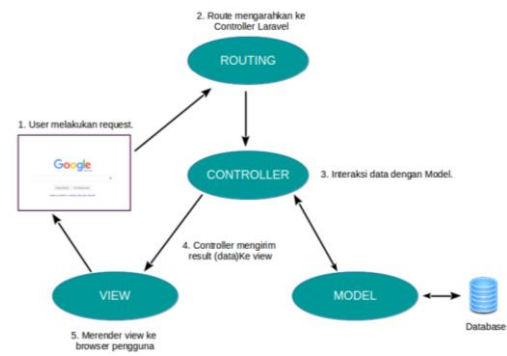 2. Route mengarahkan ke
Controller Laravel
ROUTING
1. User melakukan request.
Google
CONTROLLER
3. Interaksi data dengan Model.
4. Controller mengirim
result (data)Ke view
VIEW
MODEL
Database
5. Merender view ke
browser pengguna